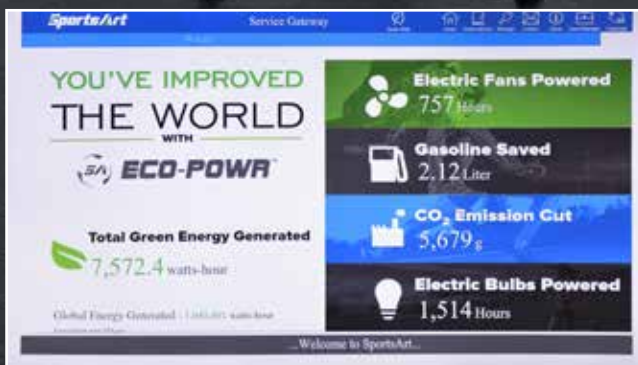 SportsArt
Service Gateway
YOU'VE IMPROVED
THE WORLD
WITH
SA ECO-POWR™
Total Green Energy Generated
7,572.4 watts-hour
Global Energy Generated : watts-hour
Electric Fans Powered
757 Hours
Gasoline Saved
2.12 Liter
CO₂ Emission Cut
5,679 g
Electric Bulbs Powered
1,514 Hours
...Welcome to SportsArt...